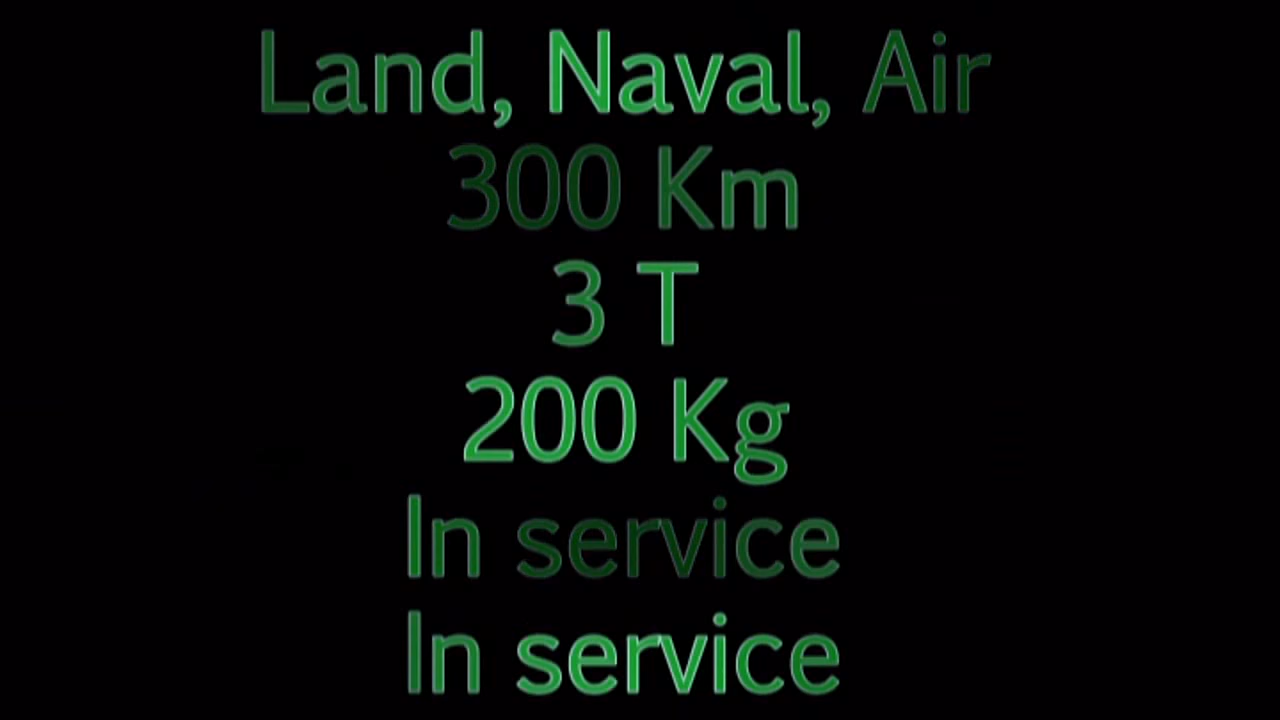 Land, Naval, Air
300 Km
3 T
200 Kg
In service
In service